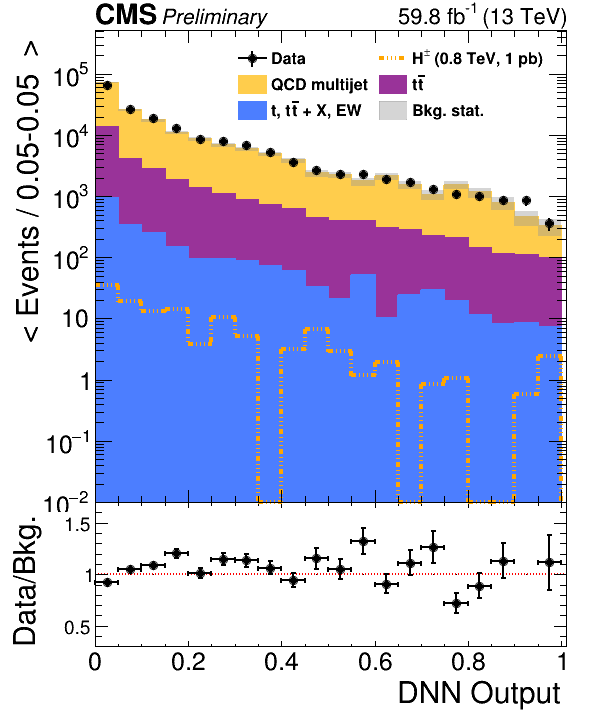 CMS Preliminary 59.8 fb⁻¹ (13 TeV)
< Events / 0.05-0.05 >
Data
H± (0.8 TeV, 1 pb)
QCD multijet
tt̄
t, tt̄ + X, EW
Bkg. stat.
10⁵
10⁴
10³
10²
10
1
10⁻¹
10⁻²
Data/Bkg.
1.5
1
0.5
0 0.2 0.4 0.6 0.8 1
DNN Output